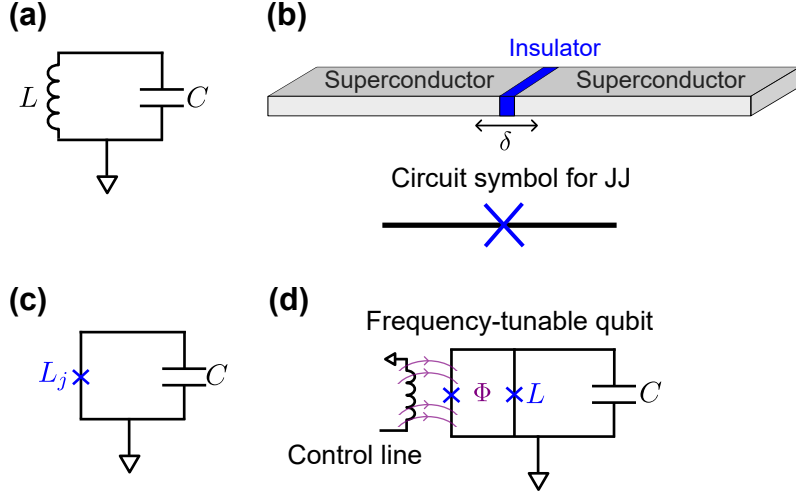 (a)
L
C
(b)
Insulator
Superconductor
Superconductor
δ
Circuit symbol for JJ
(c)
L_j
C
(d)
Frequency-tunable qubit
Φ
L
C
Control line